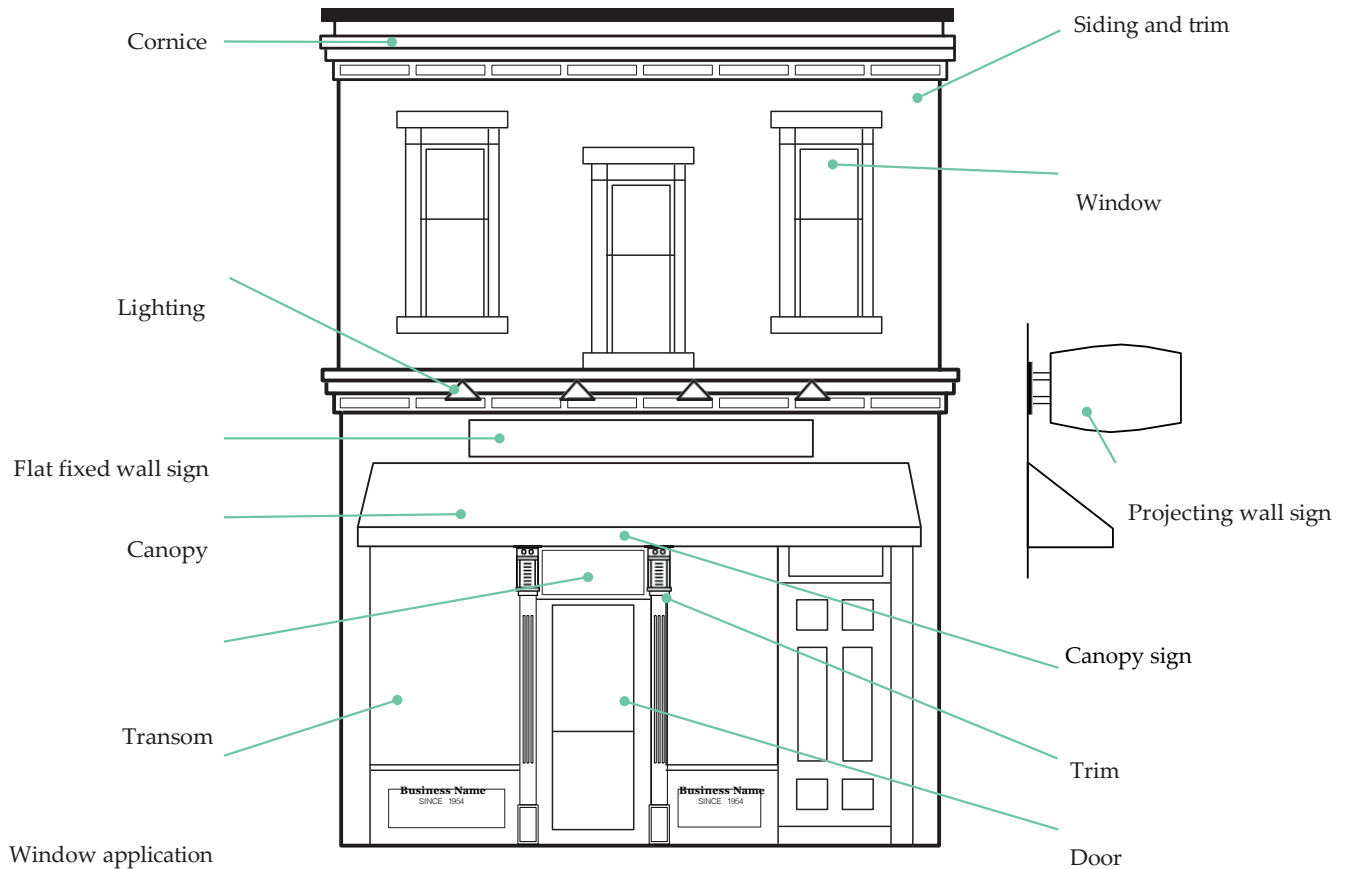 Cornice
Siding and trim
Window
Lighting
Flat fixed wall sign
Projecting wall sign
Canopy
Canopy sign
Transom
Trim
Business Name
SINCE 1954
Business Name
SINCE 1954
Window application
Door